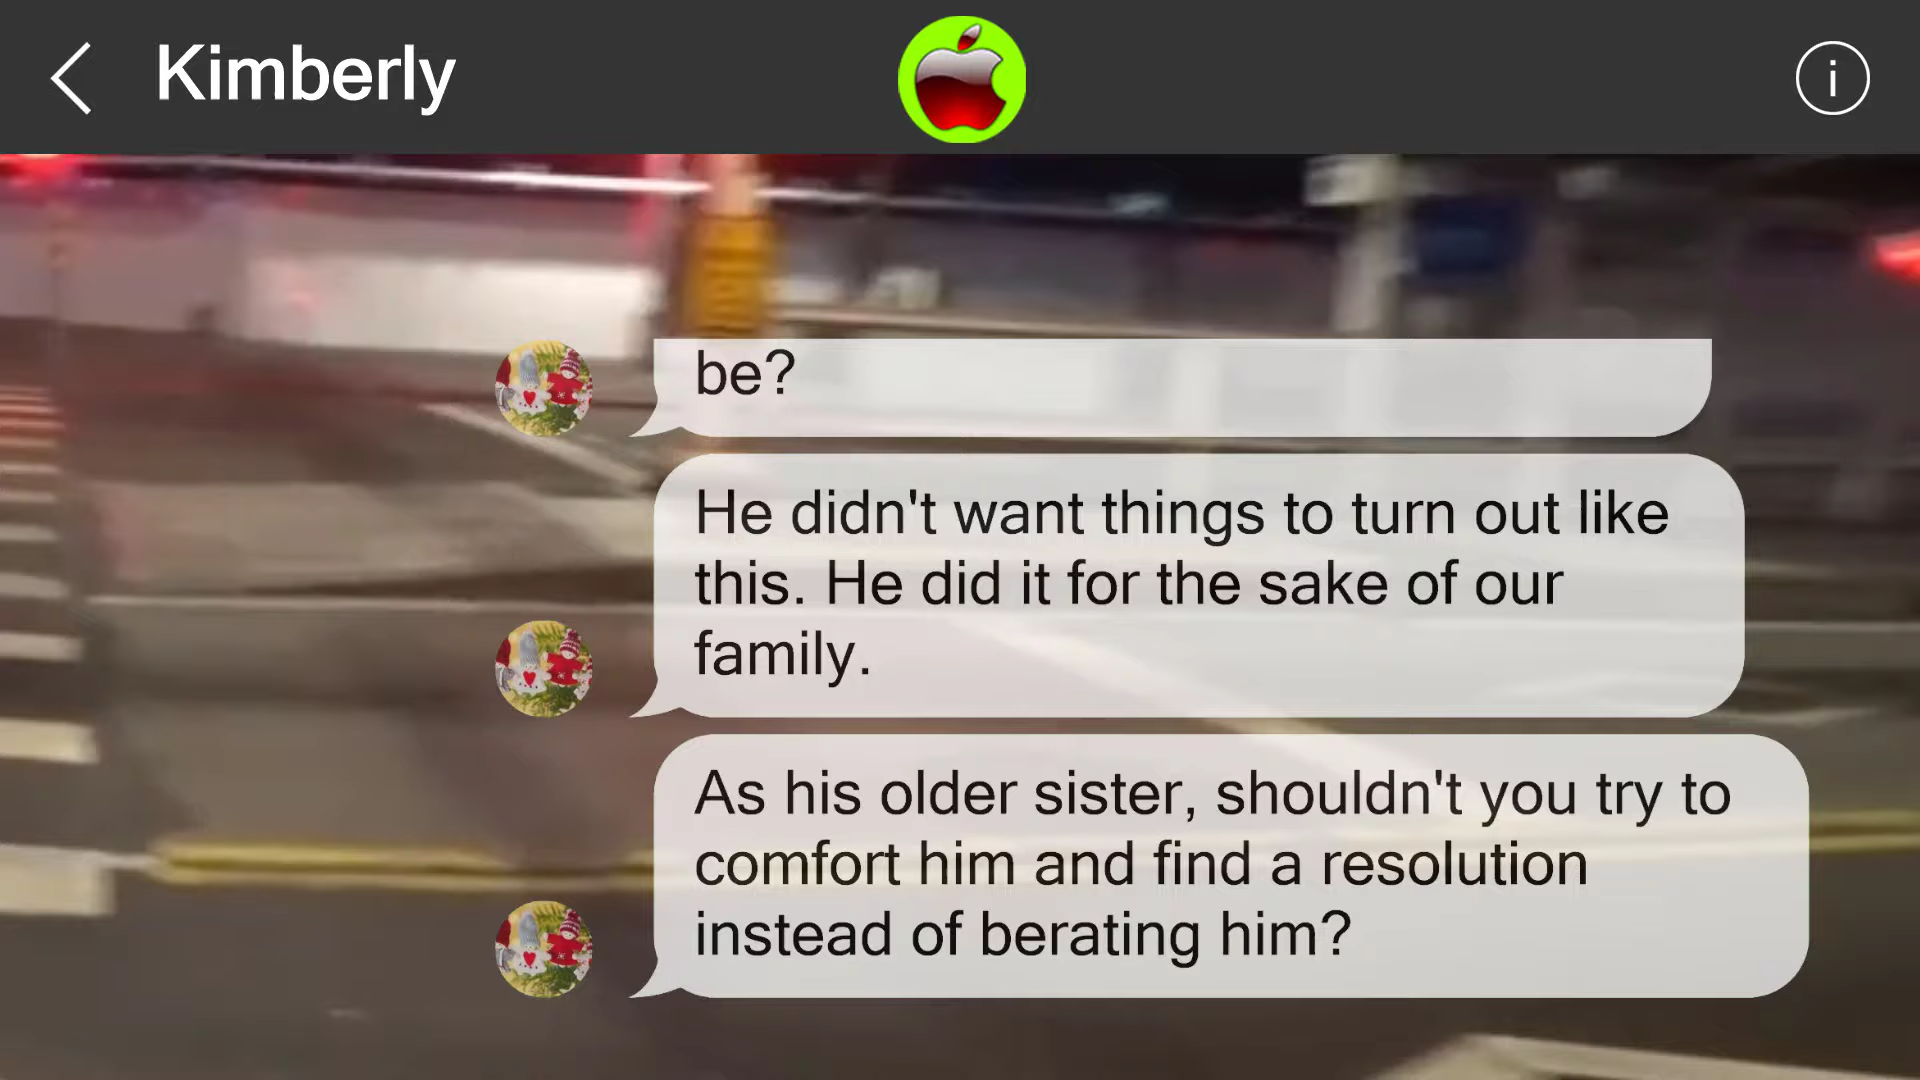 Kimberly
i
be?
He didn't want things to turn out like
this. He did it for the sake of our
family.
As his older sister, shouldn't you try to
comfort him and find a resolution
instead of berating him?